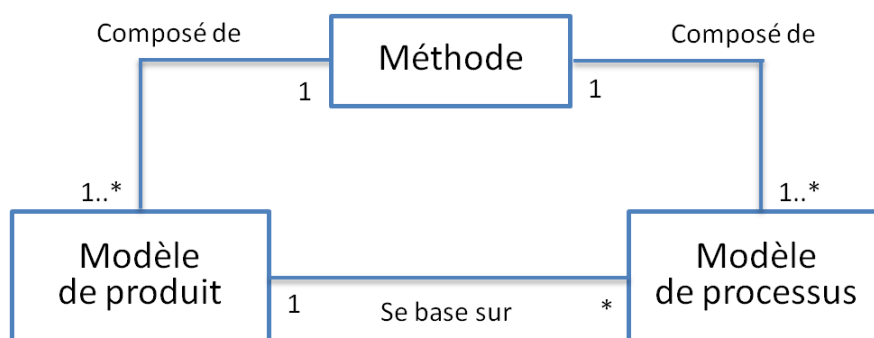 Composé de
Méthode
Composé de
1
1
1..*
1..*
Modèle
de produit
Modèle
de processus
1
Se base sur
*